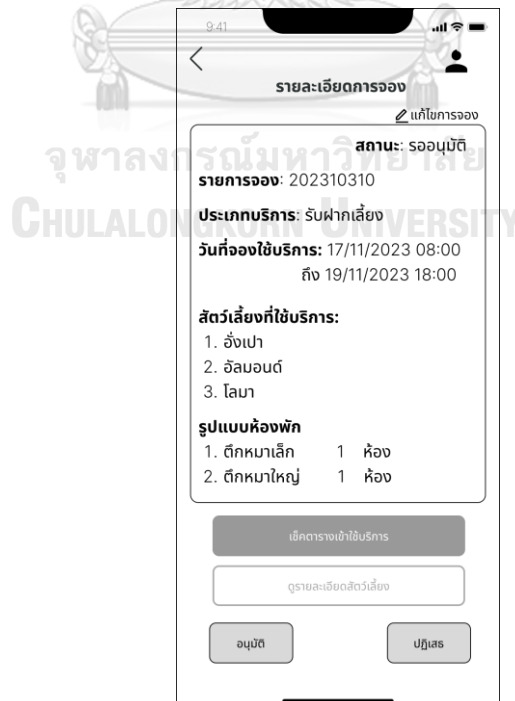 9:41
รายละเอียดการจอง
แก้ไขการจอง
สถานะ: รออนุมัติ
จุฬาลงกรณ์มหาวิทยาลัย
รายการจอง: 202310310
CHULALONGKORN UNIVERSITY
ประเภทบริการ: รับฝากเลี้ยง
วันที่จองใช้บริการ: 17/11/2023 08:00
ถึง 19/11/2023 18:00
สัตว์เลี้ยงที่ใช้บริการ:
1. อั่งเปา
2. อัลมอนด์
3. โลมา
รูปแบบห้องพัก
1. ตึกหมาเล็ก 1 ห้อง
2. ตึกหมาใหญ่ 1 ห้อง
เช็คตารางเข้าใช้บริการ
ดูรายละเอียดสัตว์เลี้ยง
อนุมัติ ปฏิเสธ